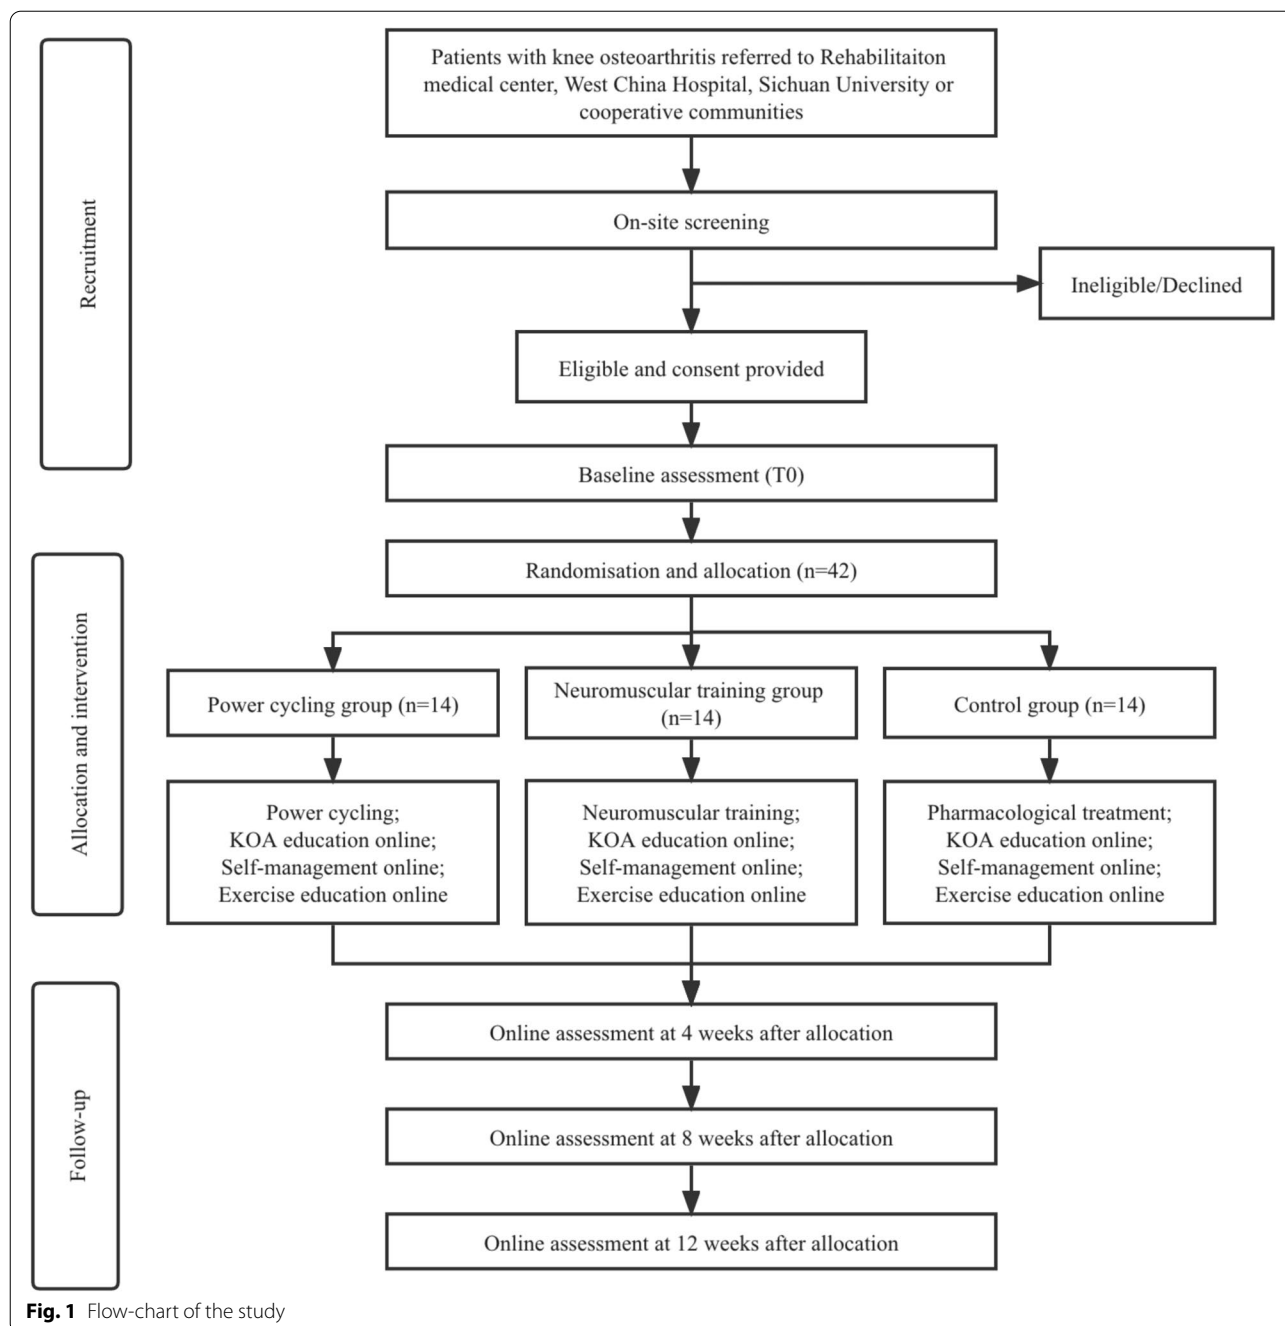 Recruitment
Patients with knee osteoarthritis referred to Rehabilitaiton
medical center, West China Hospital, Sichuan University or
cooperative communities
On-site screening
Ineligible/Declined
Eligible and consent provided
Baseline assessment (T0)
Allocation and intervention
Randomisation and allocation (n=42)
Power cycling group (n=14)
Neuromuscular training group
(n=14)
Control group (n=14)
Power cycling;
KOA education online;
Self-management online;
Exercise education online
Neuromuscular training;
KOA education online;
Self-management online;
Exercise education online
Pharmacological treatment;
KOA education online;
Self-management online;
Exercise education online
Follow-up
Online assessment at 4 weeks after allocation
Online assessment at 8 weeks after allocation
Online assessment at 12 weeks after allocation
Fig. 1 Flow-chart of the study